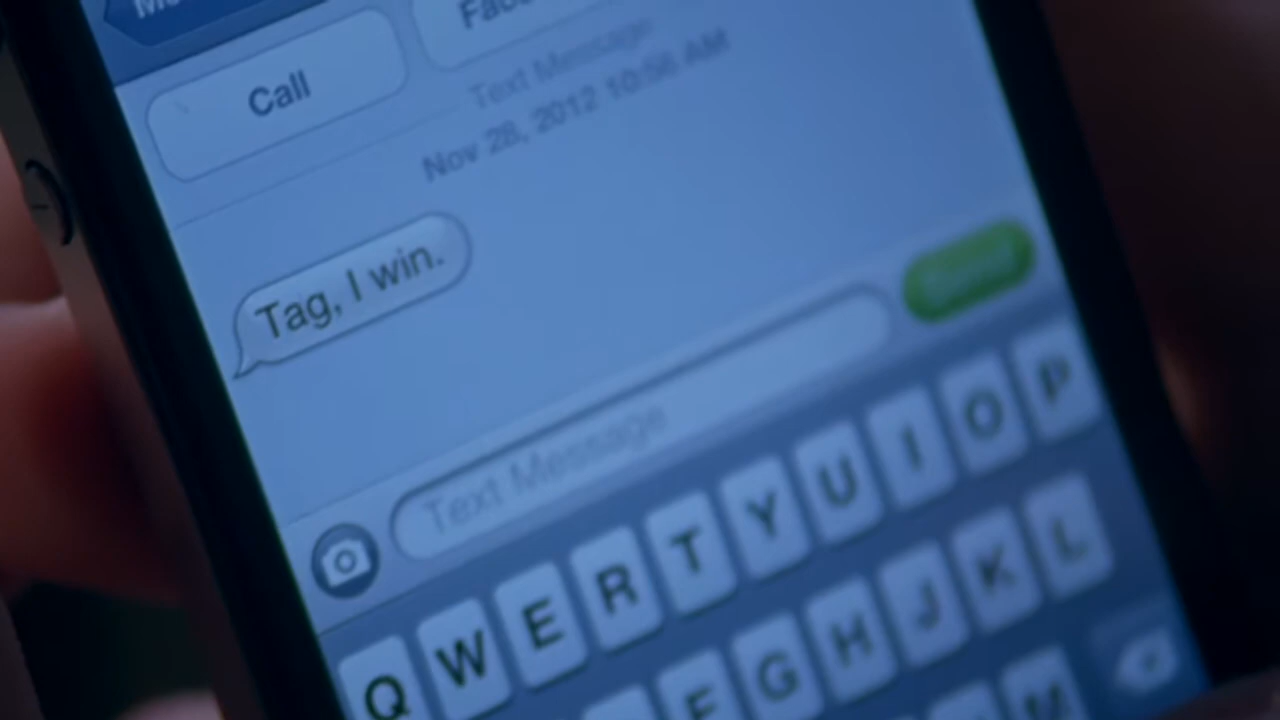 Call
Text Message
Nov 28, 2012 10:56 AM
Tag, I win.
Text Message
Send
Q W E R T Y U I O P
F G H J K L
M